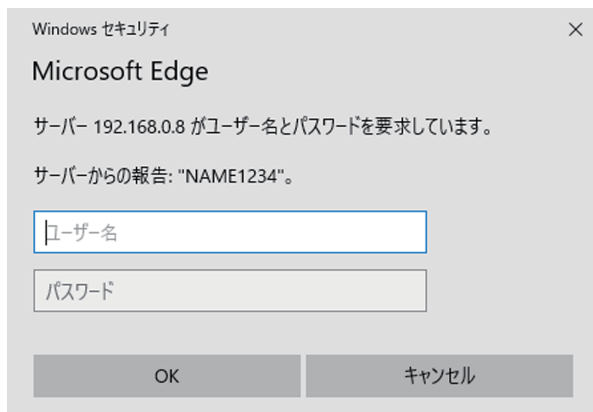 Windows セキュリティ
Microsoft Edge
サーバー 192.168.0.8 がユーザー名とパスワードを要求しています。
サーバーからの報告: "NAME1234"。
ユーザー名
パスワード
OK キャンセル